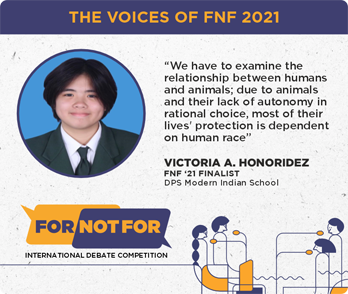 THE VOICES OF FNF 2021
“We have to examine the
relationship between humans
and animals; due to animals
and their lack of autonomy in
rational choice, most of their
lives' protection is dependent
on human race”
VICTORIA A. HONORIDEZ
FNF ‘21 FINALIST
DPS Modern Indian School
FOR NOT FOR
INTERNATIONAL DEBATE COMPETITION